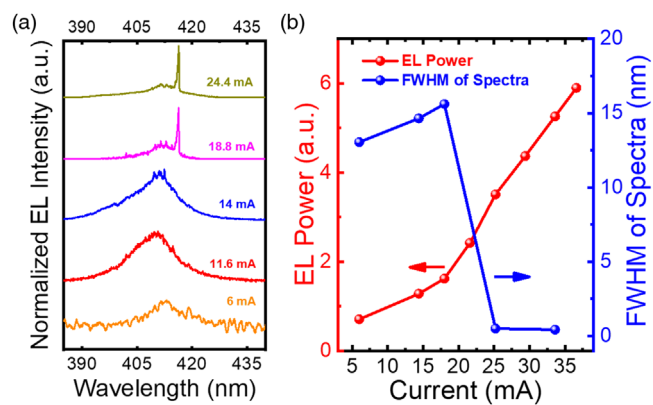 (a)
390 405 420 435
24.4 mA
18.8 mA
14 mA
11.6 mA
6 mA
Normalized EL Intensity (a.u.)
390 405 420 435
Wavelength (nm)
(b)
EL Power
FWHM of Spectra
6
4
2
0
EL Power (a.u.)
20
15
10
5
0
FWHM of Spectra (nm)
5 10 15 20 25 30 35
Current (mA)